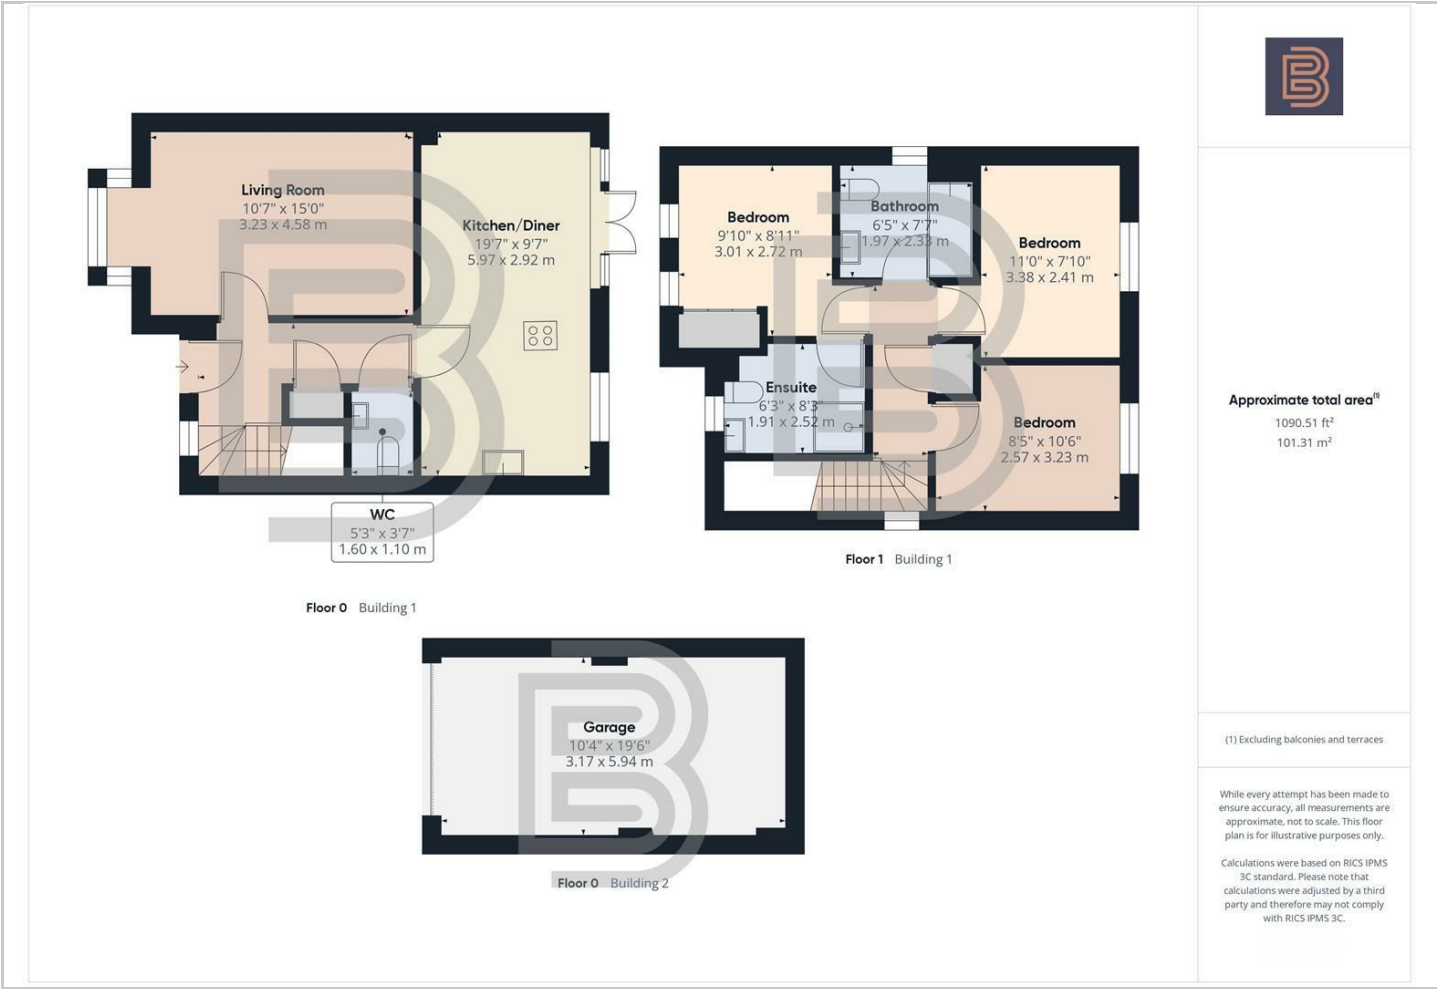 Living Room
10'7" x 15'0"
3.23 x 4.58 m
Kitchen/Diner
19'7" x 9'7"
5.97 x 2.92 m
WC
5'3" x 3'7"
1.60 x 1.10 m
Floor 0 Building 1
Bedroom
9'10" x 8'11"
3.01 x 2.72 m
Bathroom
6'5" x 7'7"
1.97 x 2.33 m
Bedroom
11'0" x 7'10"
3.38 x 2.41 m
Ensuite
6'3" x 8'3"
1.91 x 2.52 m
Bedroom
8'5" x 10'6"
2.57 x 3.23 m
Floor 1 Building 1
Garage
10'4" x 19'6"
3.17 x 5.94 m
Floor 0 Building 2
B
Approximate total area⁽¹⁾
1090.51 ft²
101.31 m²
(1) Excluding balconies and terraces
While every attempt has been made to
ensure accuracy, all measurements are
approximate, not to scale. This floor
plan is for illustrative purposes only.
Calculations were based on RICS IPMS
3C standard. Please note that
calculations were adjusted by a third
party and therefore may not comply
with RICS IPMS 3C.